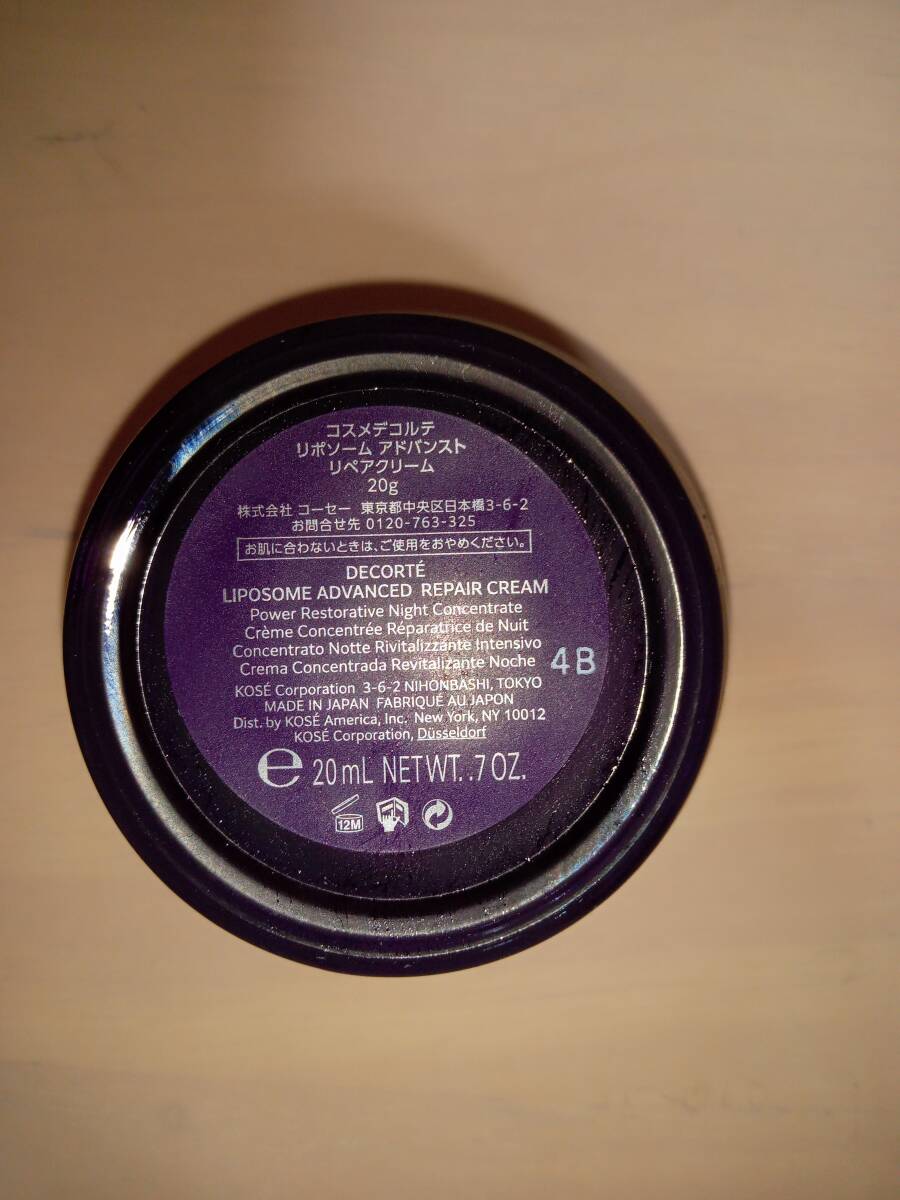 コスメデコルテ
リポソーム アドバンスト
リペアクリーム
20g
株式会社 コーセー 東京都中央区日本橋3-6-2
お問合せ先 0120-763-325
お肌に合わないときは、ご使用をおやめください。
DECORTÉ
LIPOSOME ADVANCED REPAIR CREAM
Power Restorative Night Concentrate
Crème Concentrée Réparatrice de Nuit
Concentrato Notte Rivitalizzante Intensivo
Crema Concentrada Revitalizante Noche
4B
KOSÉ Corporation 3-6-2 NIHONBASHI, TOKYO
MADE IN JAPAN FABRIQUÉ AU JAPON
Dist. by KOSÉ America, Inc. New York, NY 10012
KOSÉ Corporation, Düsseldorf
e 20mL NET WT. .7 OZ.
12M